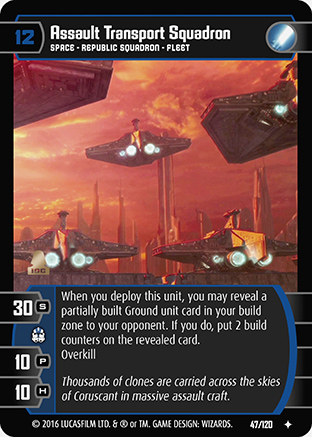 12 Assault Transport Squadron
SPACE • REPUBLIC SQUADRON • FLEET
ISC
30 S
10 P
10 H
When you deploy this unit, you may reveal a
partially built Ground unit card in your build
zone to your opponent. If you do, put 2 build
counters on the revealed card.
Overkill
Thousands of clones are carried across the skies
of Coruscant in massive assault craft.
© 2016 LUCASFILM LTD. & ® or TM. GAME DESIGN: WIZARDS. 47/120